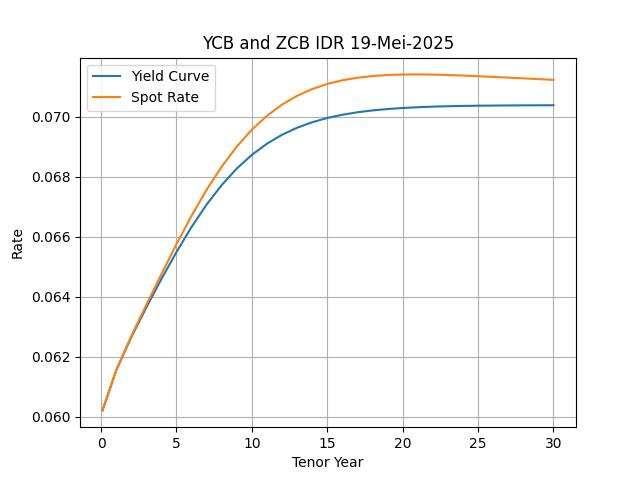 YCB and ZCB IDR 19-Mei-2025
Yield Curve
Spot Rate
0.070
0.068
0.066
0.064
0.062
0.060
Rate
0 5 10 15 20 25 30
Tenor Year